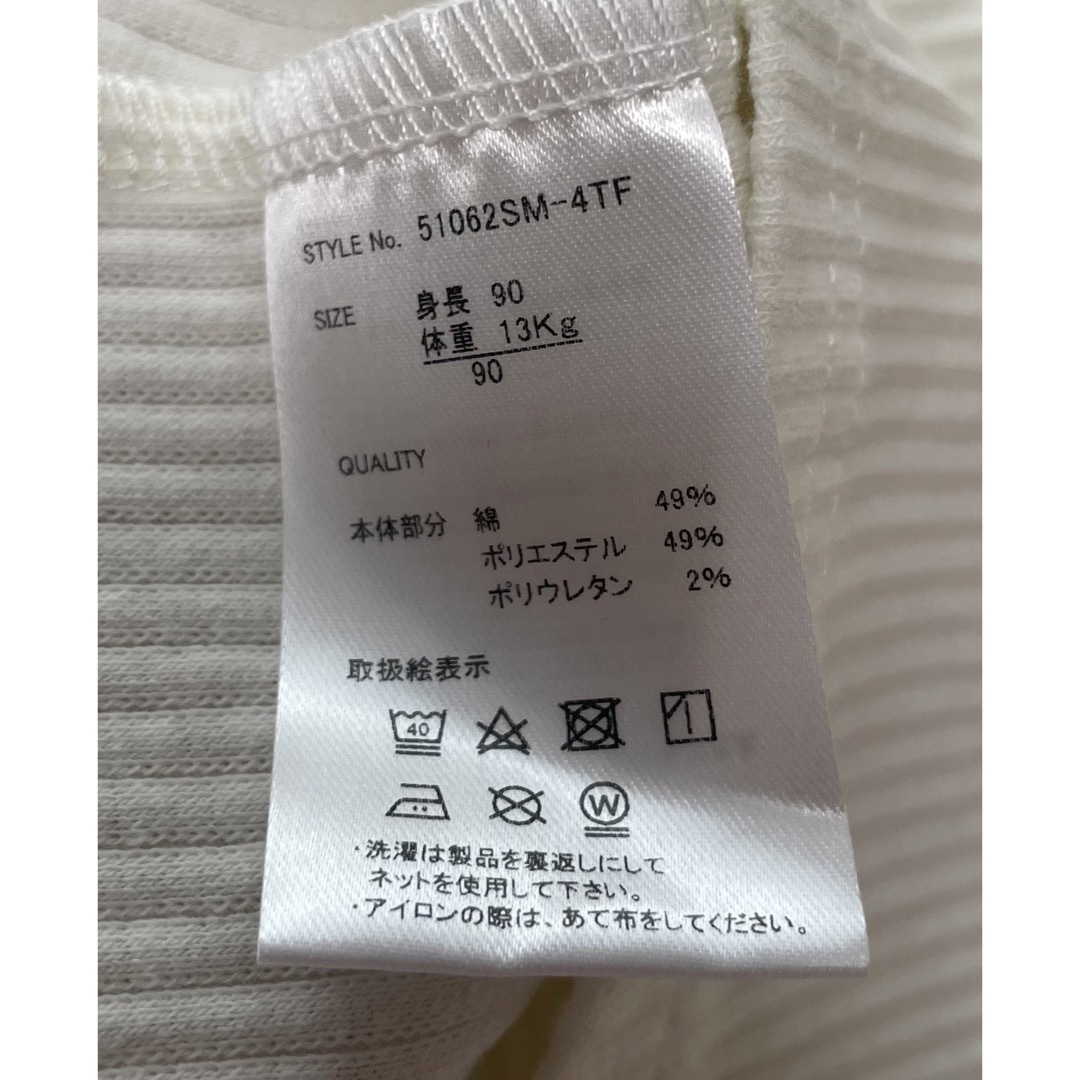 STYLE No. 51062SM-4TF
SIZE 身長 90
体重 13Kg
90
QUALITY
本体部分 綿 49%
ポリエステル 49%
ポリウレタン 2%
取扱絵表示
40
W
・洗濯は製品を裏返しにして
ネットを使用して下さい。
・アイロンの際は、あて布をしてください。